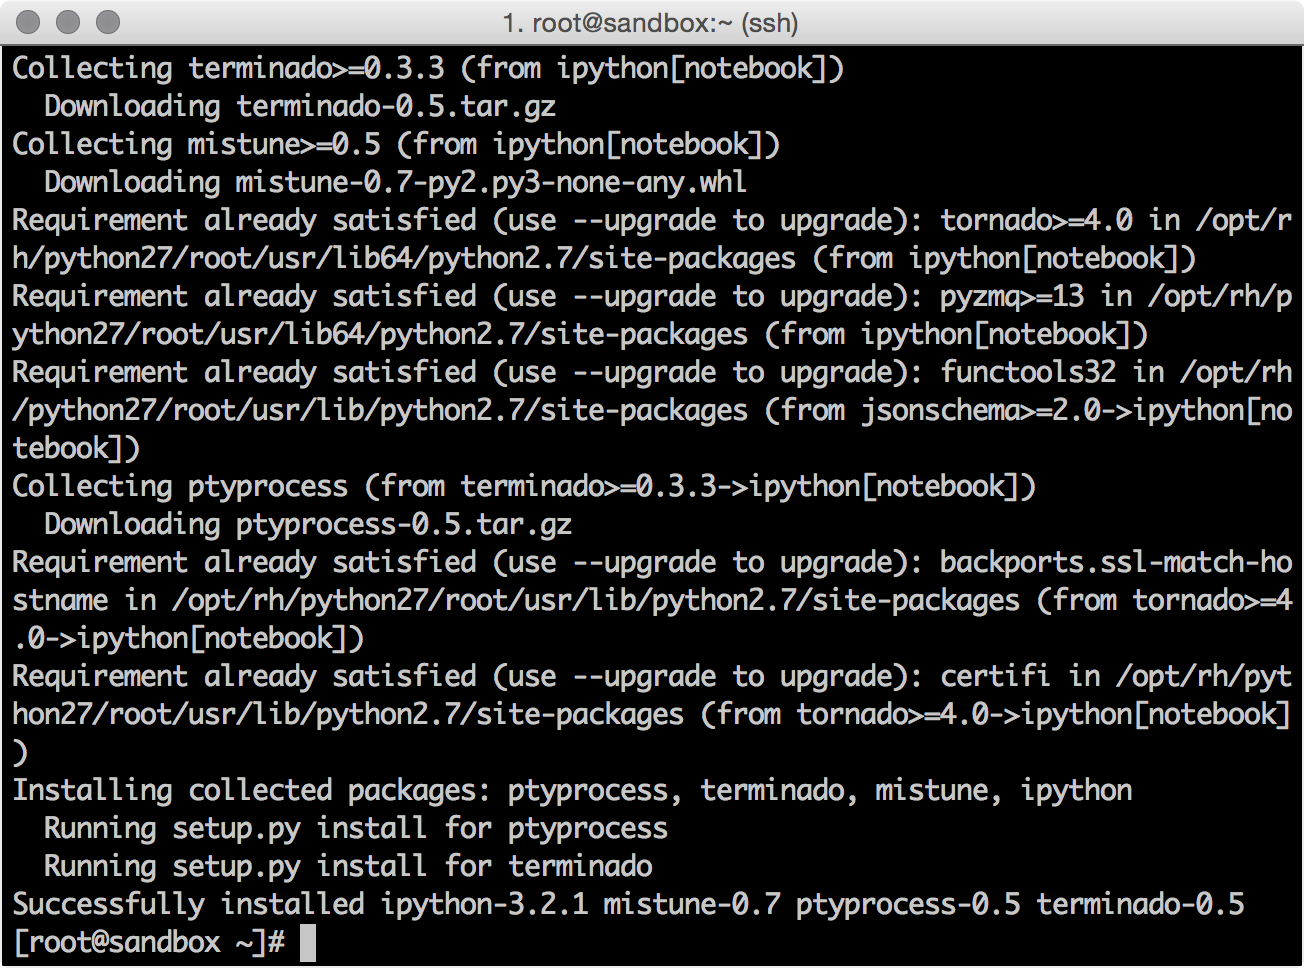 1. root@sandbox:~ (ssh)
Collecting terminado>=0.3.3 (from ipython[notebook])
  Downloading terminado-0.5.tar.gz
Collecting mistune>=0.5 (from ipython[notebook])
  Downloading mistune-0.7-py2.py3-none-any.whl
Requirement already satisfied (use --upgrade to upgrade): tornado>=4.0 in /opt/r
h/python27/root/usr/lib64/python2.7/site-packages (from ipython[notebook])
Requirement already satisfied (use --upgrade to upgrade): pyzmq>=13 in /opt/rh/p
ython27/root/usr/lib64/python2.7/site-packages (from ipython[notebook])
Requirement already satisfied (use --upgrade to upgrade): functools32 in /opt/rh
/python27/root/usr/lib/python2.7/site-packages (from jsonschema>=2.0->ipython[no
tebook])
Collecting ptyprocess (from terminado>=0.3.3->ipython[notebook])
  Downloading ptyprocess-0.5.tar.gz
Requirement already satisfied (use --upgrade to upgrade): backports.ssl-match-ho
stname in /opt/rh/python27/root/usr/lib/python2.7/site-packages (from tornado>=4
.0->ipython[notebook])
Requirement already satisfied (use --upgrade to upgrade): certifi in /opt/rh/pyt
hon27/root/usr/lib/python2.7/site-packages (from tornado>=4.0->ipython[notebook]
)
Installing collected packages: ptyprocess, terminado, mistune, ipython
  Running setup.py install for ptyprocess
  Running setup.py install for terminado
Successfully installed ipython-3.2.1 mistune-0.7 ptyprocess-0.5 terminado-0.5
[root@sandbox ~]#